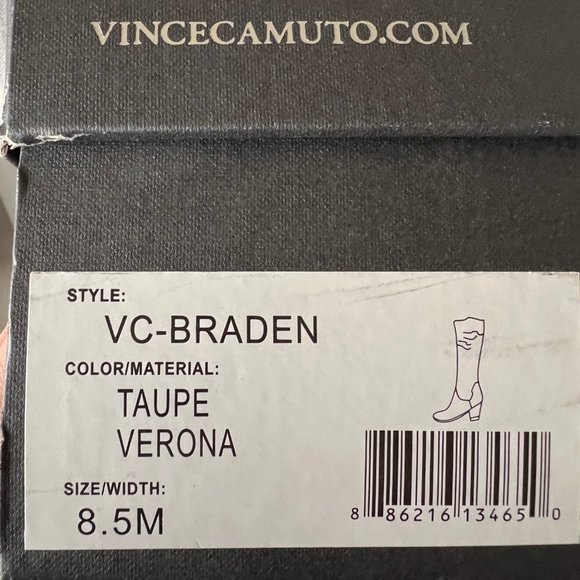 VINCECAMUTO.COM
STYLE:
VC-BRADEN
COLOR/MATERIAL:
TAUPE
VERONA
SIZE/WIDTH:
8.5M
8 86216 13465 0